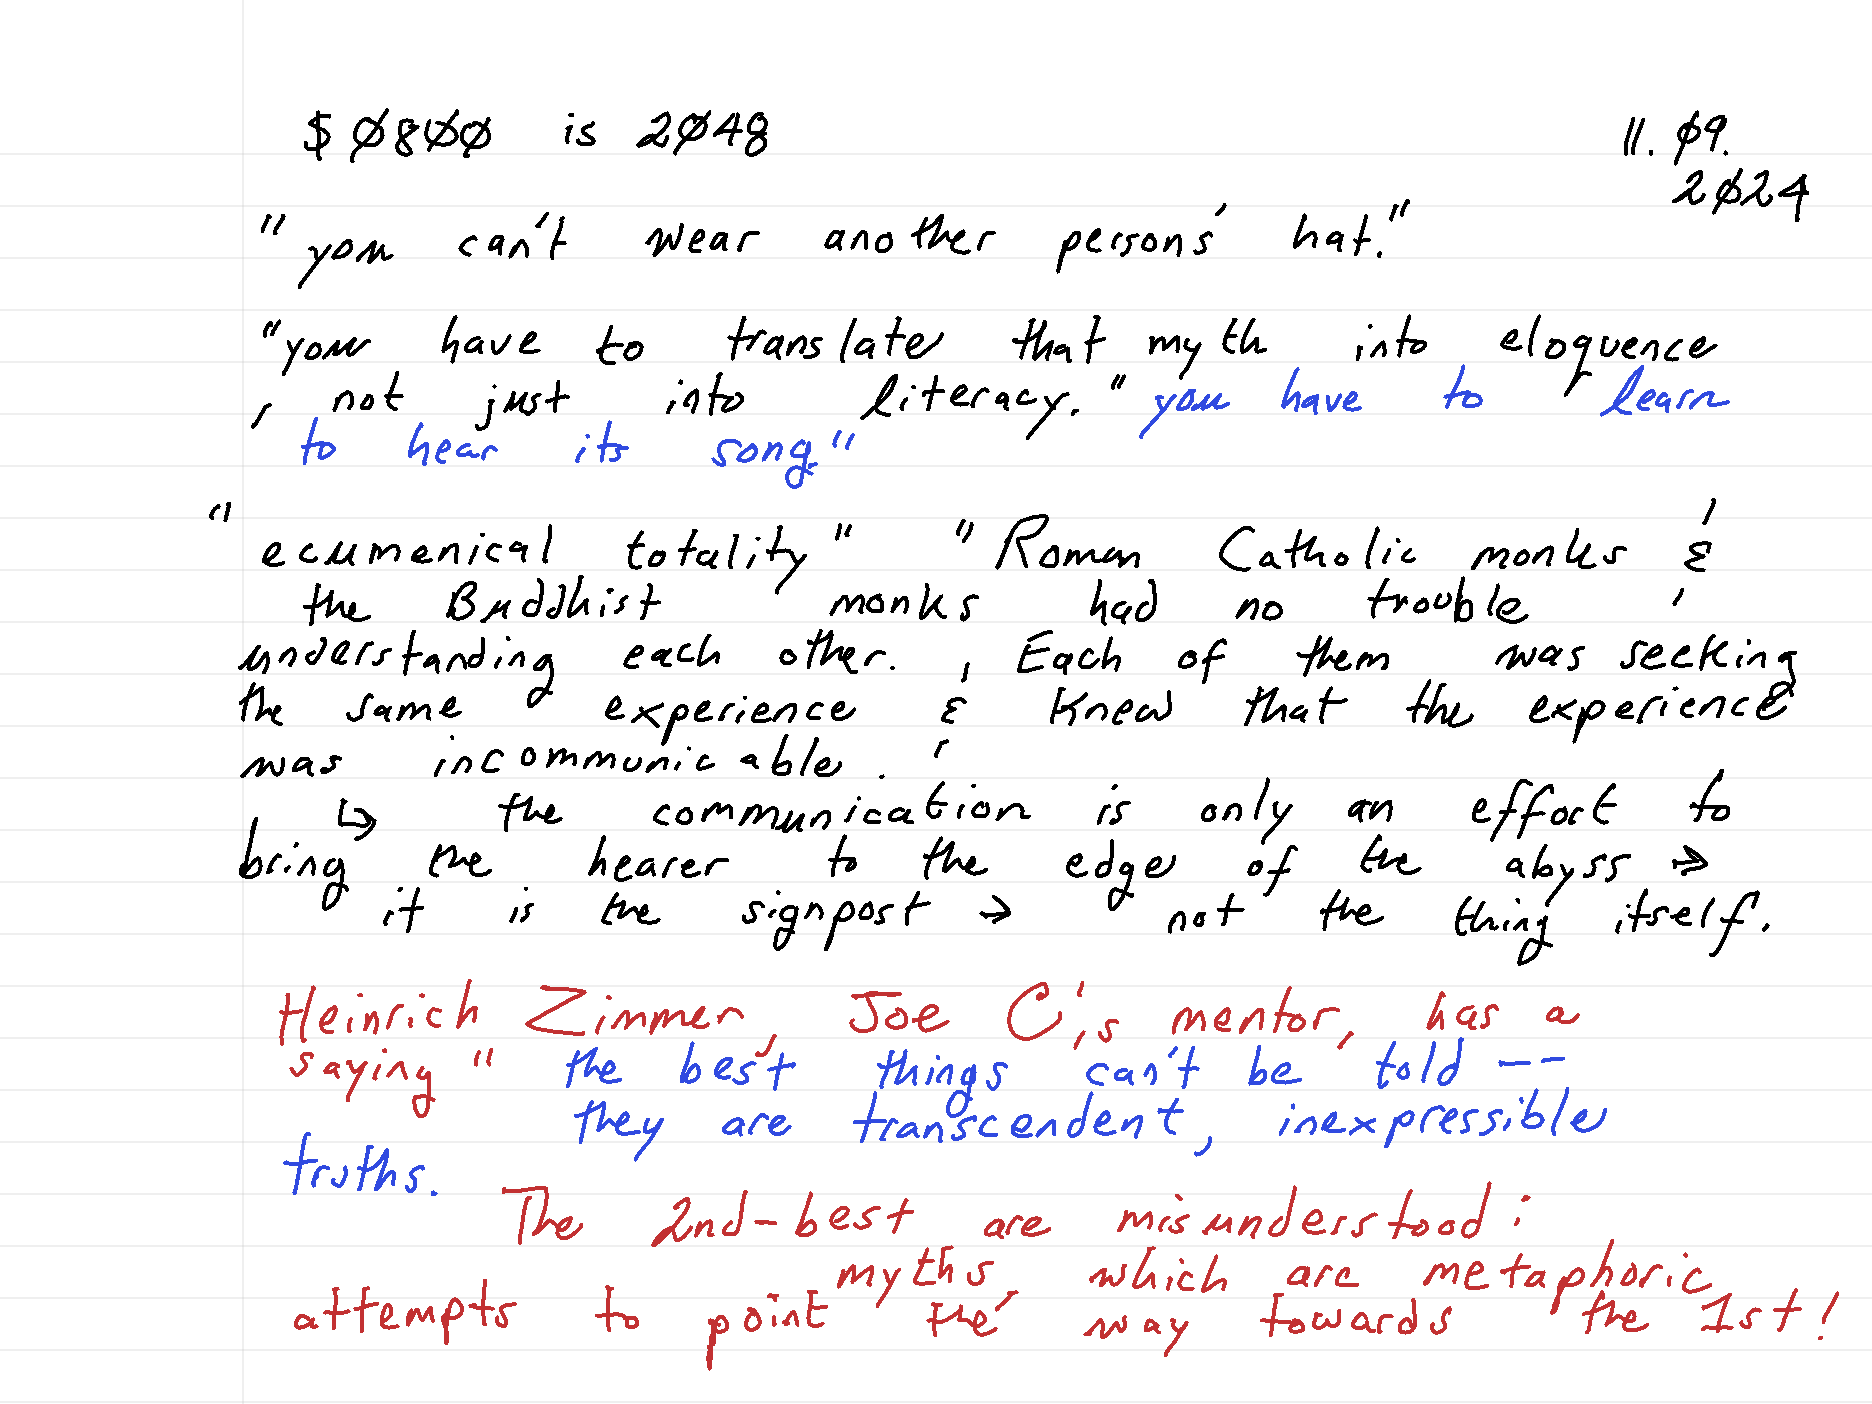 $ Ø8ØØ is 2Ø48
11. Ø9.
2Ø24
"you can't wear another persons' hat."
"you have to translate that myth into eloquence
, not just into literacy." you have to learn
to hear its song."
"ecumenical totality" "Roman Catholic monks &
the Buddhist monks had no trouble
understanding each other. , Each of them was seeking
the same experience & knew that the experience
was incommunicable.
↳ the communication is only an effort to
bring the hearer to the edge of the abyss →
it is the signpost → not the thing itself.
Heinrich Zimmer, Joe C.'s mentor, has a
saying " the best things can't be told --
they are transcendent, inexpressible
truths.
The 2nd-best are misunderstood:
myths, which are metaphoric
attempts to point the way towards the 1st!